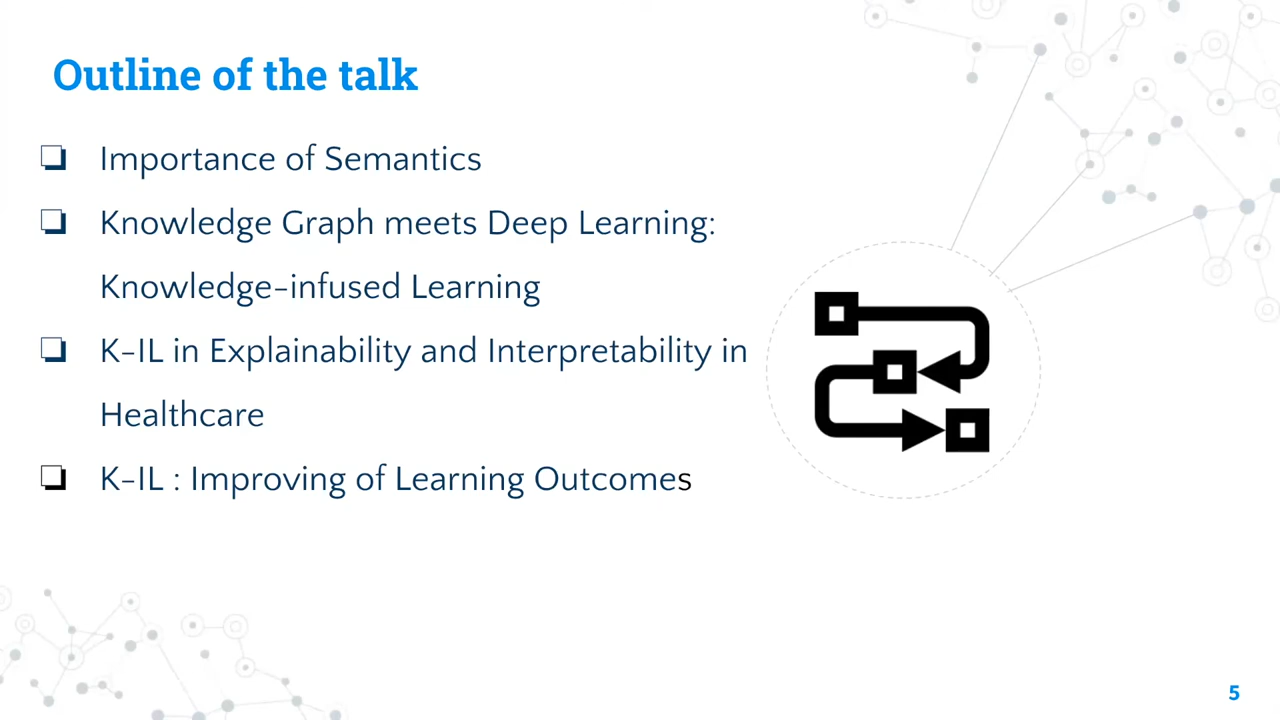 Outline of the talk
Importance of Semantics
Knowledge Graph meets Deep Learning:
Knowledge-infused Learning
K-IL in Explainability and Interpretability in
Healthcare
K-IL : Improving of Learning Outcomes
5